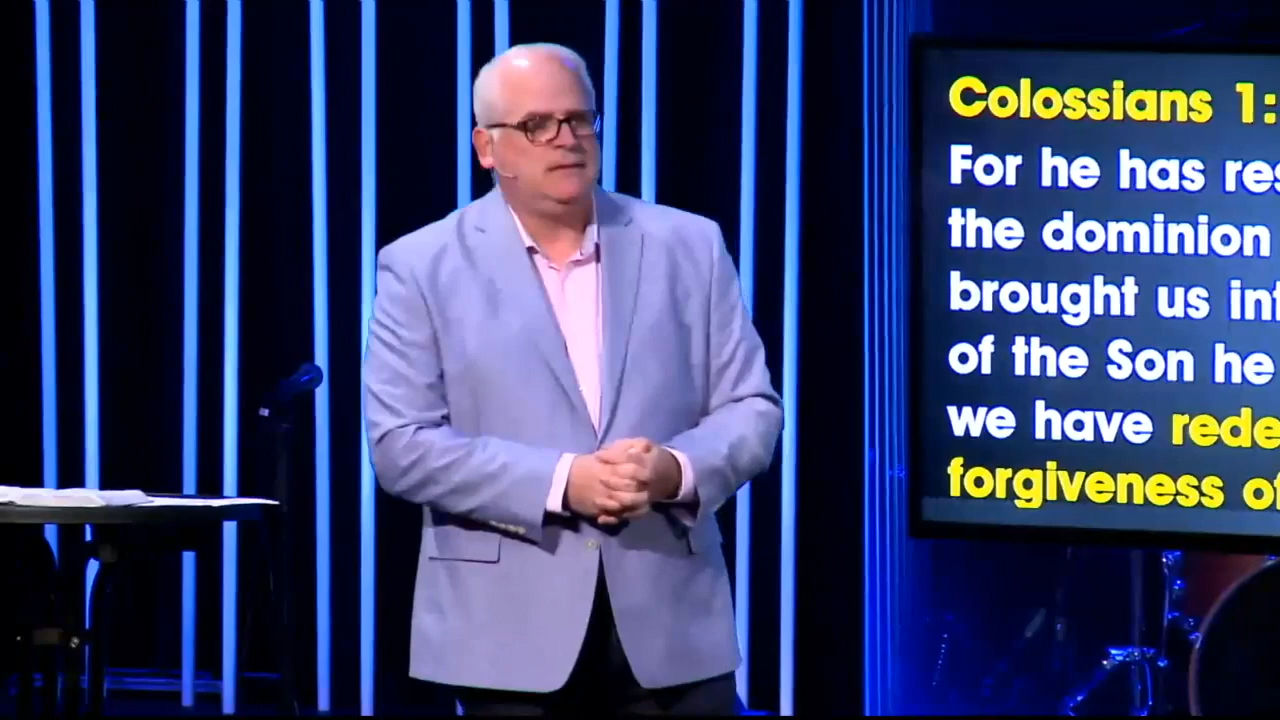 Colossians 1:
For he has res
the dominion
brought us int
of the Son he
we have rede
forgiveness of